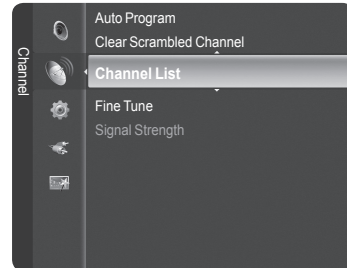 Channel
Auto Program
Clear Scrambled Channel
Channel List
Fine Tune
Signal Strength